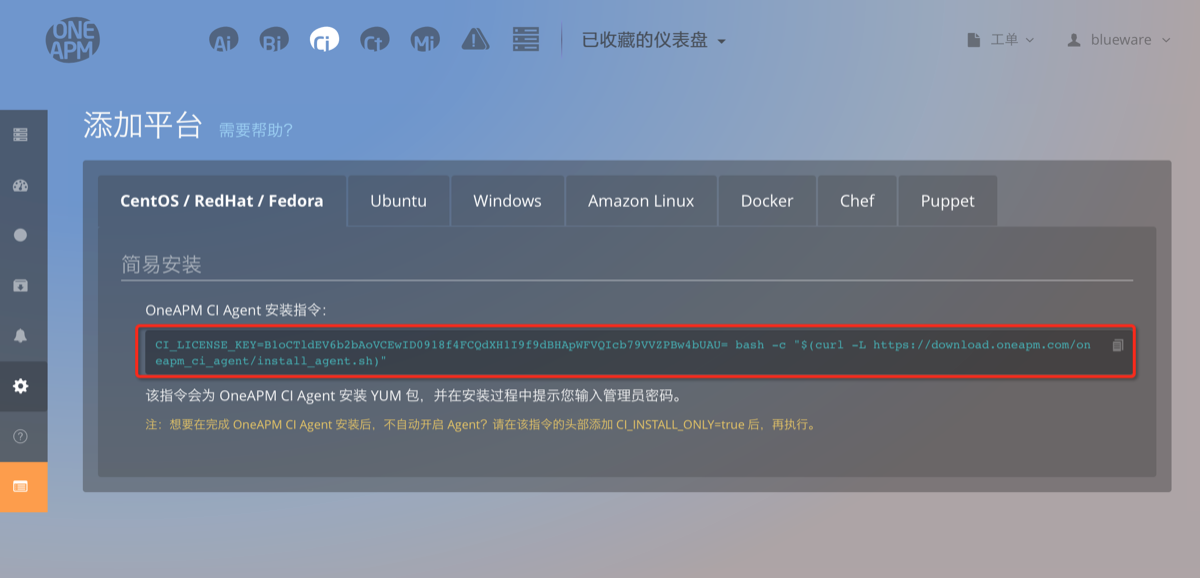 ONE
APM
Ai Bi Ci Ct Mi 已收藏的仪表盘 工单 blueware
添加平台 需要帮助?
CentOS / RedHat / Fedora Ubuntu Windows Amazon Linux Docker Chef Puppet
简易安装
OneAPM CI Agent 安装指令:
CI_LICENSE_KEY=BloCTldEV6b2bAoVCEwID09l8f4FCQdXH1I9f9dBHApWFVQIcb79VVZPBw4bUAU= bash -c "$(curl -L https://download.oneapm.com/on
eapm_ci_agent/install_agent.sh)"
该指令会为 OneAPM CI Agent 安装 YUM 包，并在安装过程中提示您输入管理员密码。
注：想要在完成 OneAPM CI Agent 安装后，不自动开启 Agent？请在该指令的头部添加 CI_INSTALL_ONLY=true 后，再执行。